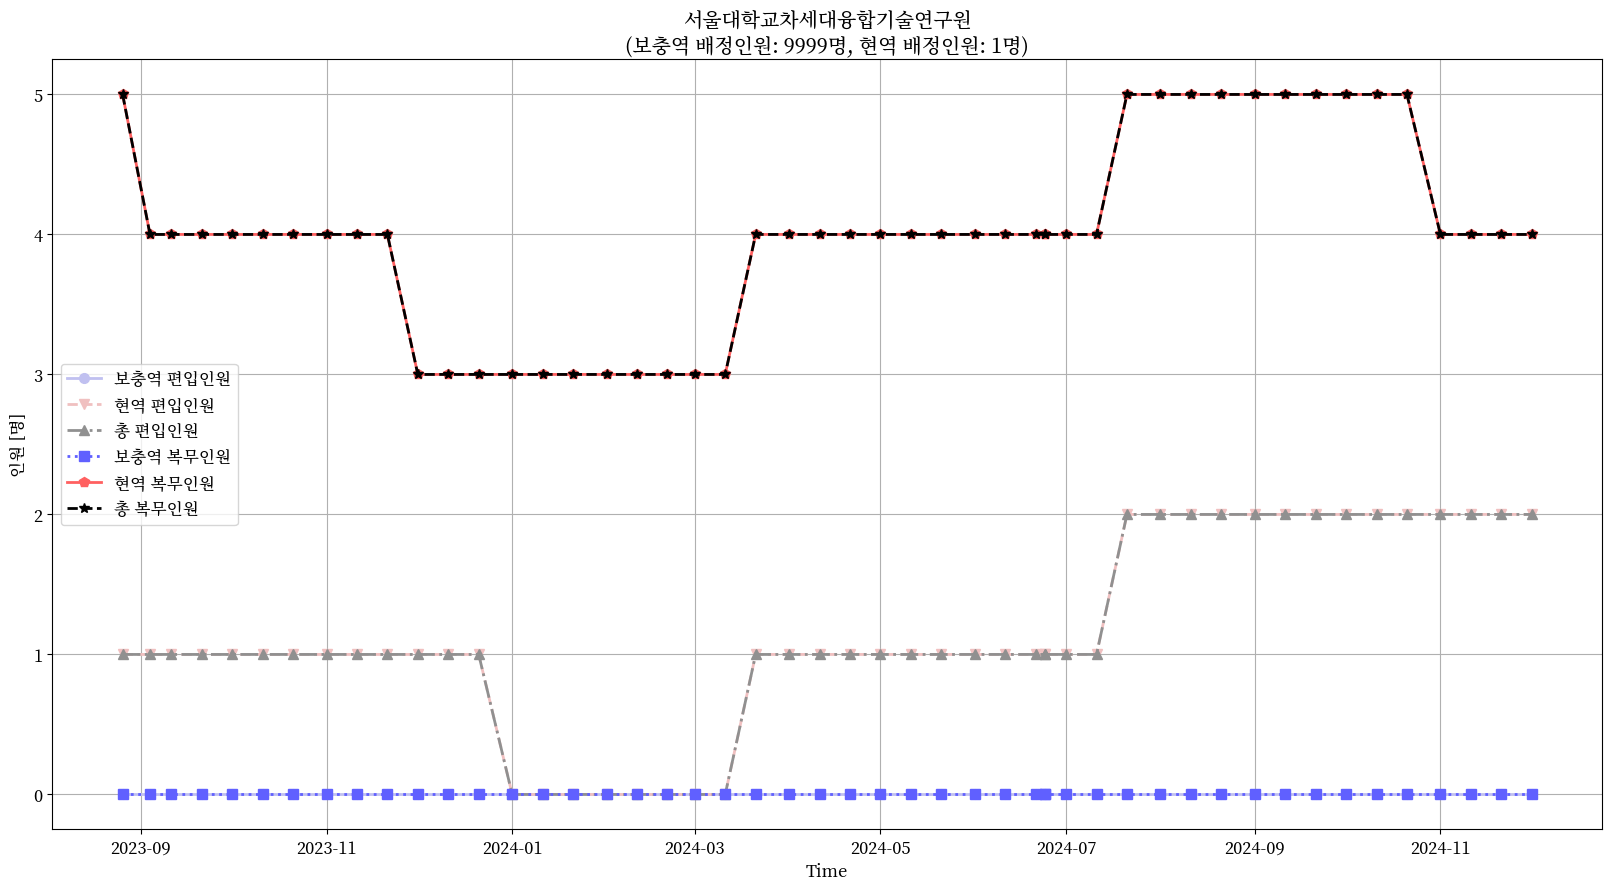 서울대학교차세대융합기술연구원
(보충역 배정인원: 9999명, 현역 배정인원: 1명)
5
4
3
2
1
0
인원 [명]
보충역 편입인원
현역 편입인원
총 편입인원
보충역 복무인원
현역 복무인원
총 복무인원
2023-09
2023-11
2024-01
2024-03
2024-05
2024-07
2024-09
2024-11
Time